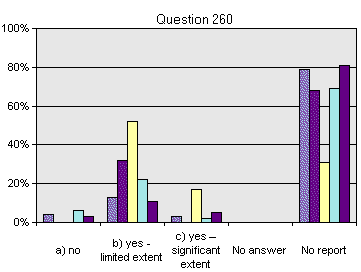 Question 260
100%
80%
60%
40%
20%
0%
a) no
b) yes -
limited extent
c) yes –
significant
extent
No answer
No report